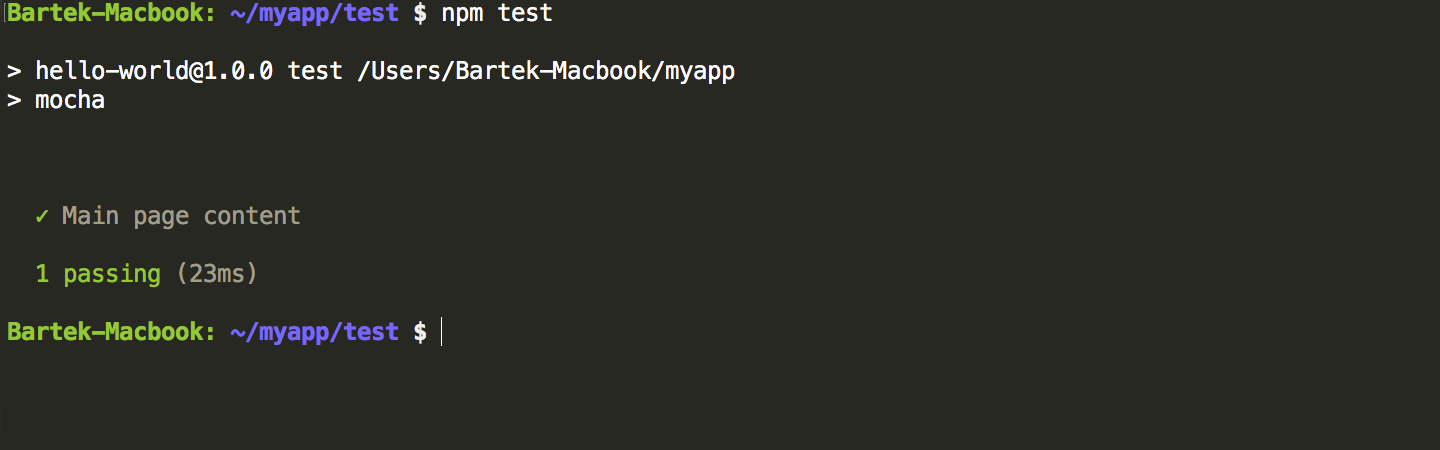 Bartek-Macbook: ~/myapp/test $ npm test
> hello-world@1.0.0 test /Users/Bartek-Macbook/myapp
> mocha
✓ Main page content
1 passing (23ms)
Bartek-Macbook: ~/myapp/test $